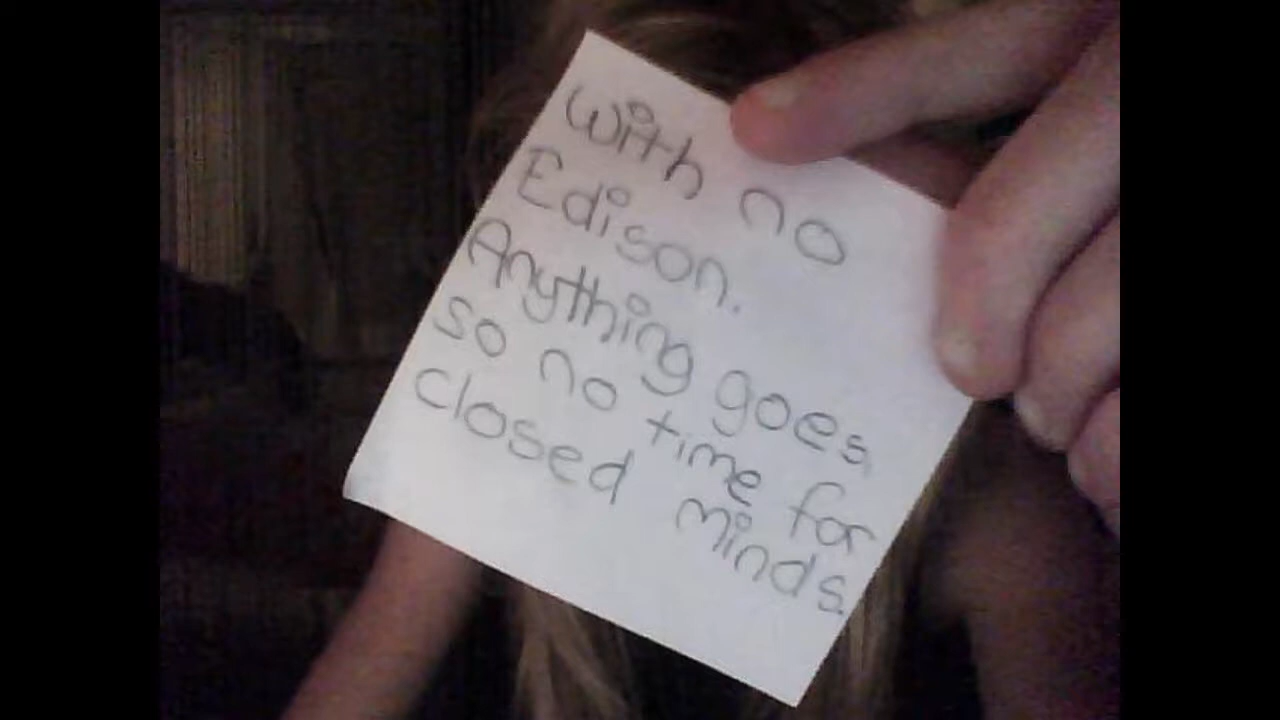 With no
Edison.
Anything goes,
so no time for
closed minds.